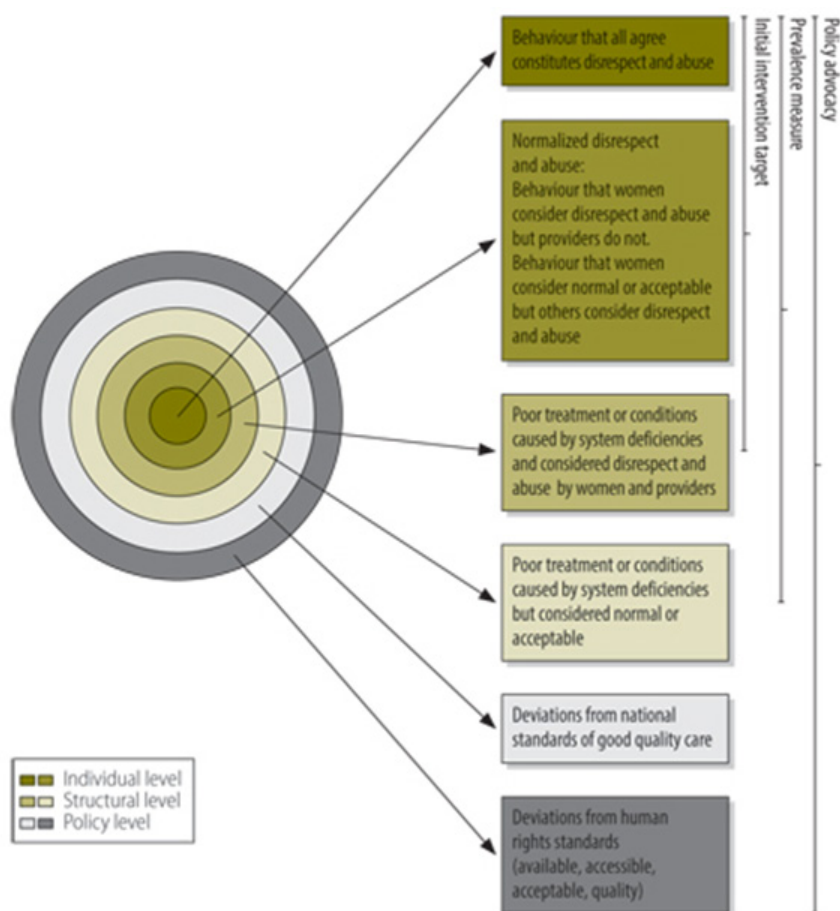 Behaviour that all agree
constitutes disrespect and abuse
Normalized disrespect
and abuse:
Behaviour that women
consider disrespect and abuse
but providers do not.
Behaviour that women
consider normal or acceptable
but others consider disrespect
and abuse
Poor treatment or conditions
caused by system deficiencies
and considered disrespect and
abuse by women and providers
Poor treatment or conditions
caused by system deficiencies
but considered normal or
acceptable
Deviations from national
standards of good quality care
Deviations from human
rights standards
(available, accessible,
acceptable, quality)
Initial intervention target
Prevalence measure
Policy advocacy
Individual level
Structural level
Policy level